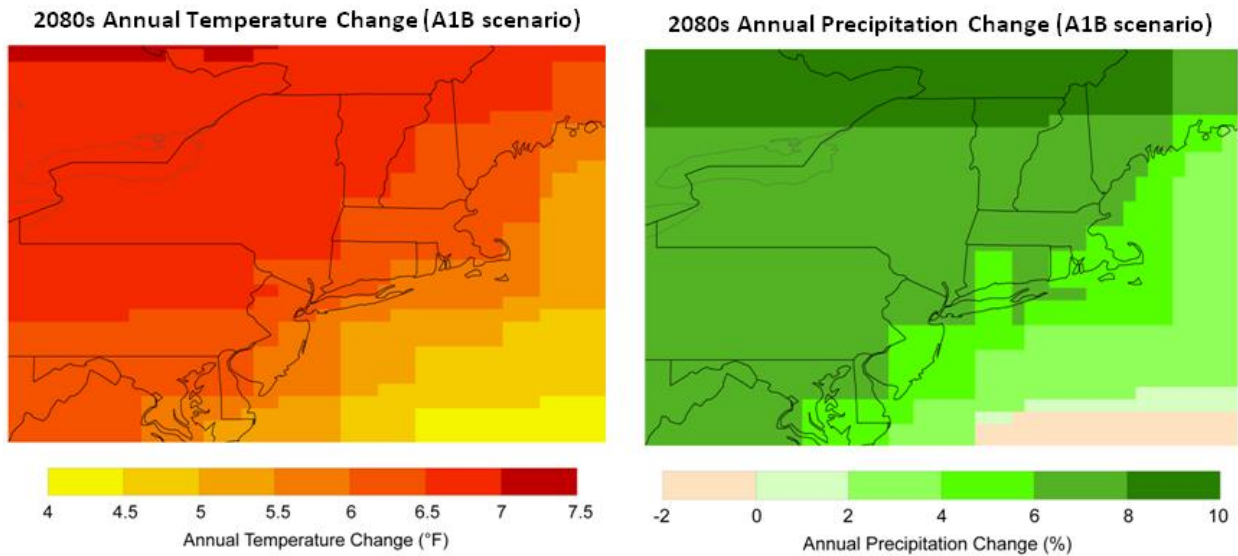 2080s Annual Temperature Change (A1B scenario)
4 4.5 5 5.5 6 6.5 7 7.5
Annual Temperature Change (°F)
2080s Annual Precipitation Change (A1B scenario)
-2 0 2 4 6 8 10
Annual Precipitation Change (%)